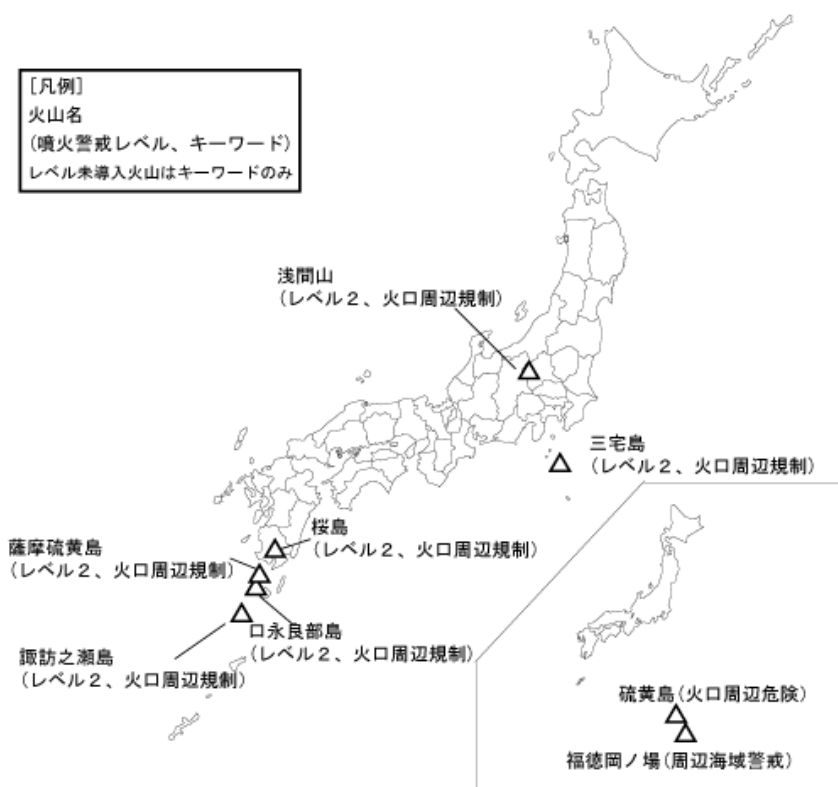 [凡例]
火山名
(噴火警戒レベル、キーワード)
レベル未導入火山はキーワードのみ
浅間山
(レベル２、火口周辺規制)
三宅島
(レベル２、火口周辺規制)
桜島
(レベル２、火口周辺規制)
薩摩硫黄島
(レベル２、火口周辺規制)
口永良部島
(レベル２、火口周辺規制)
諏訪之瀬島
(レベル２、火口周辺規制)
硫黄島(火口周辺危険)
福徳岡ノ場(周辺海域警戒)